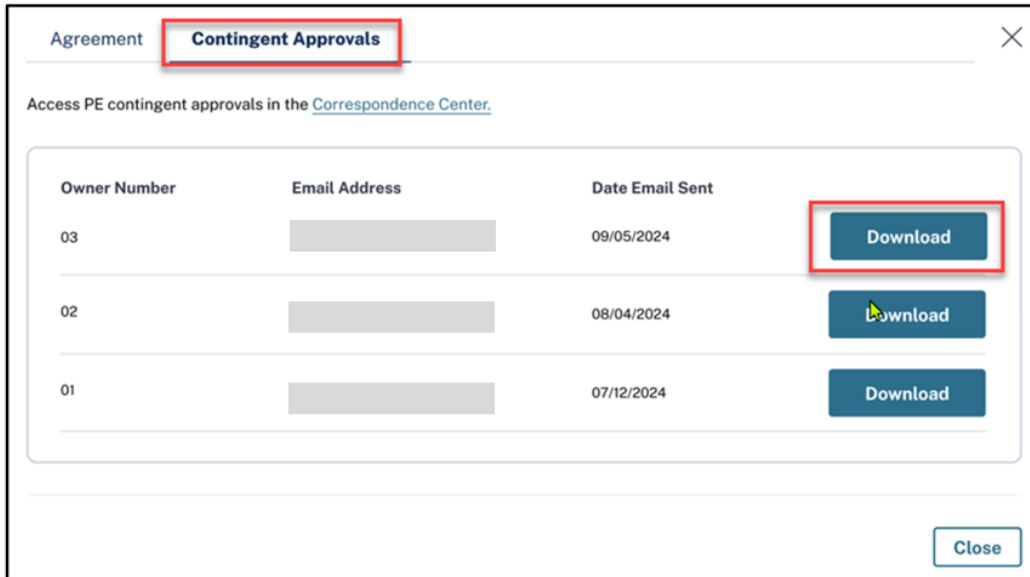 Agreement Contingent Approvals
Access PE contingent approvals in the Correspondence Center.
Owner Number Email Address Date Email Sent
03 09/05/2024 Download
02 08/04/2024 Download
01 07/12/2024 Download
Close